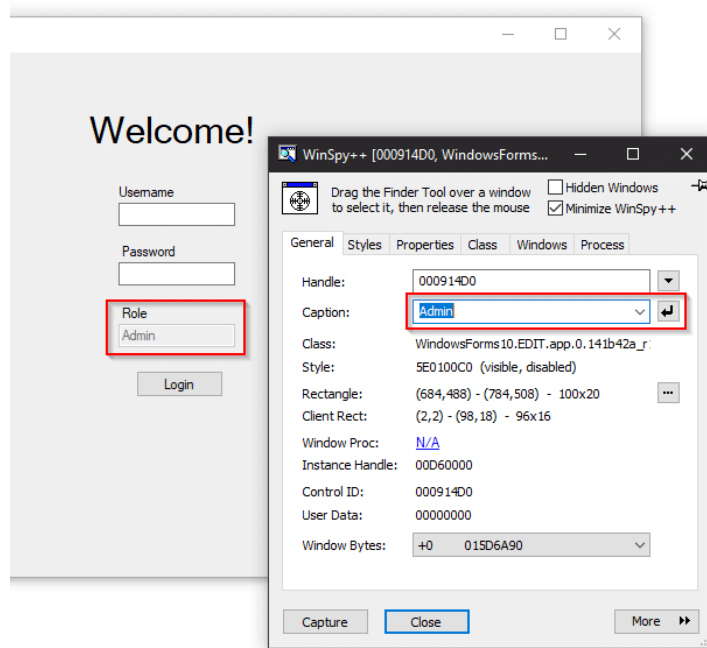 Welcome!
Username
Password
Role
Admin
Login
WinSpy++ [000914D0, WindowsForms...
Drag the Finder Tool over a window
to select it, then release the mouse
Hidden Windows
Minimize WinSpy++
General Styles Properties Class Windows Process
Handle: 000914D0
Caption: Admin
Class: WindowsForms10.EDIT.app.0.141b42a_r
Style: 5E0100C0 (visible, disabled)
Rectangle: (684,488) - (784,508) - 100x20
Client Rect: (2,2) - (98,18) - 96x16
Window Proc: N/A
Instance Handle: 00D60000
Control ID: 000914D0
User Data: 00000000
Window Bytes: +0 015D6A90
Capture Close More